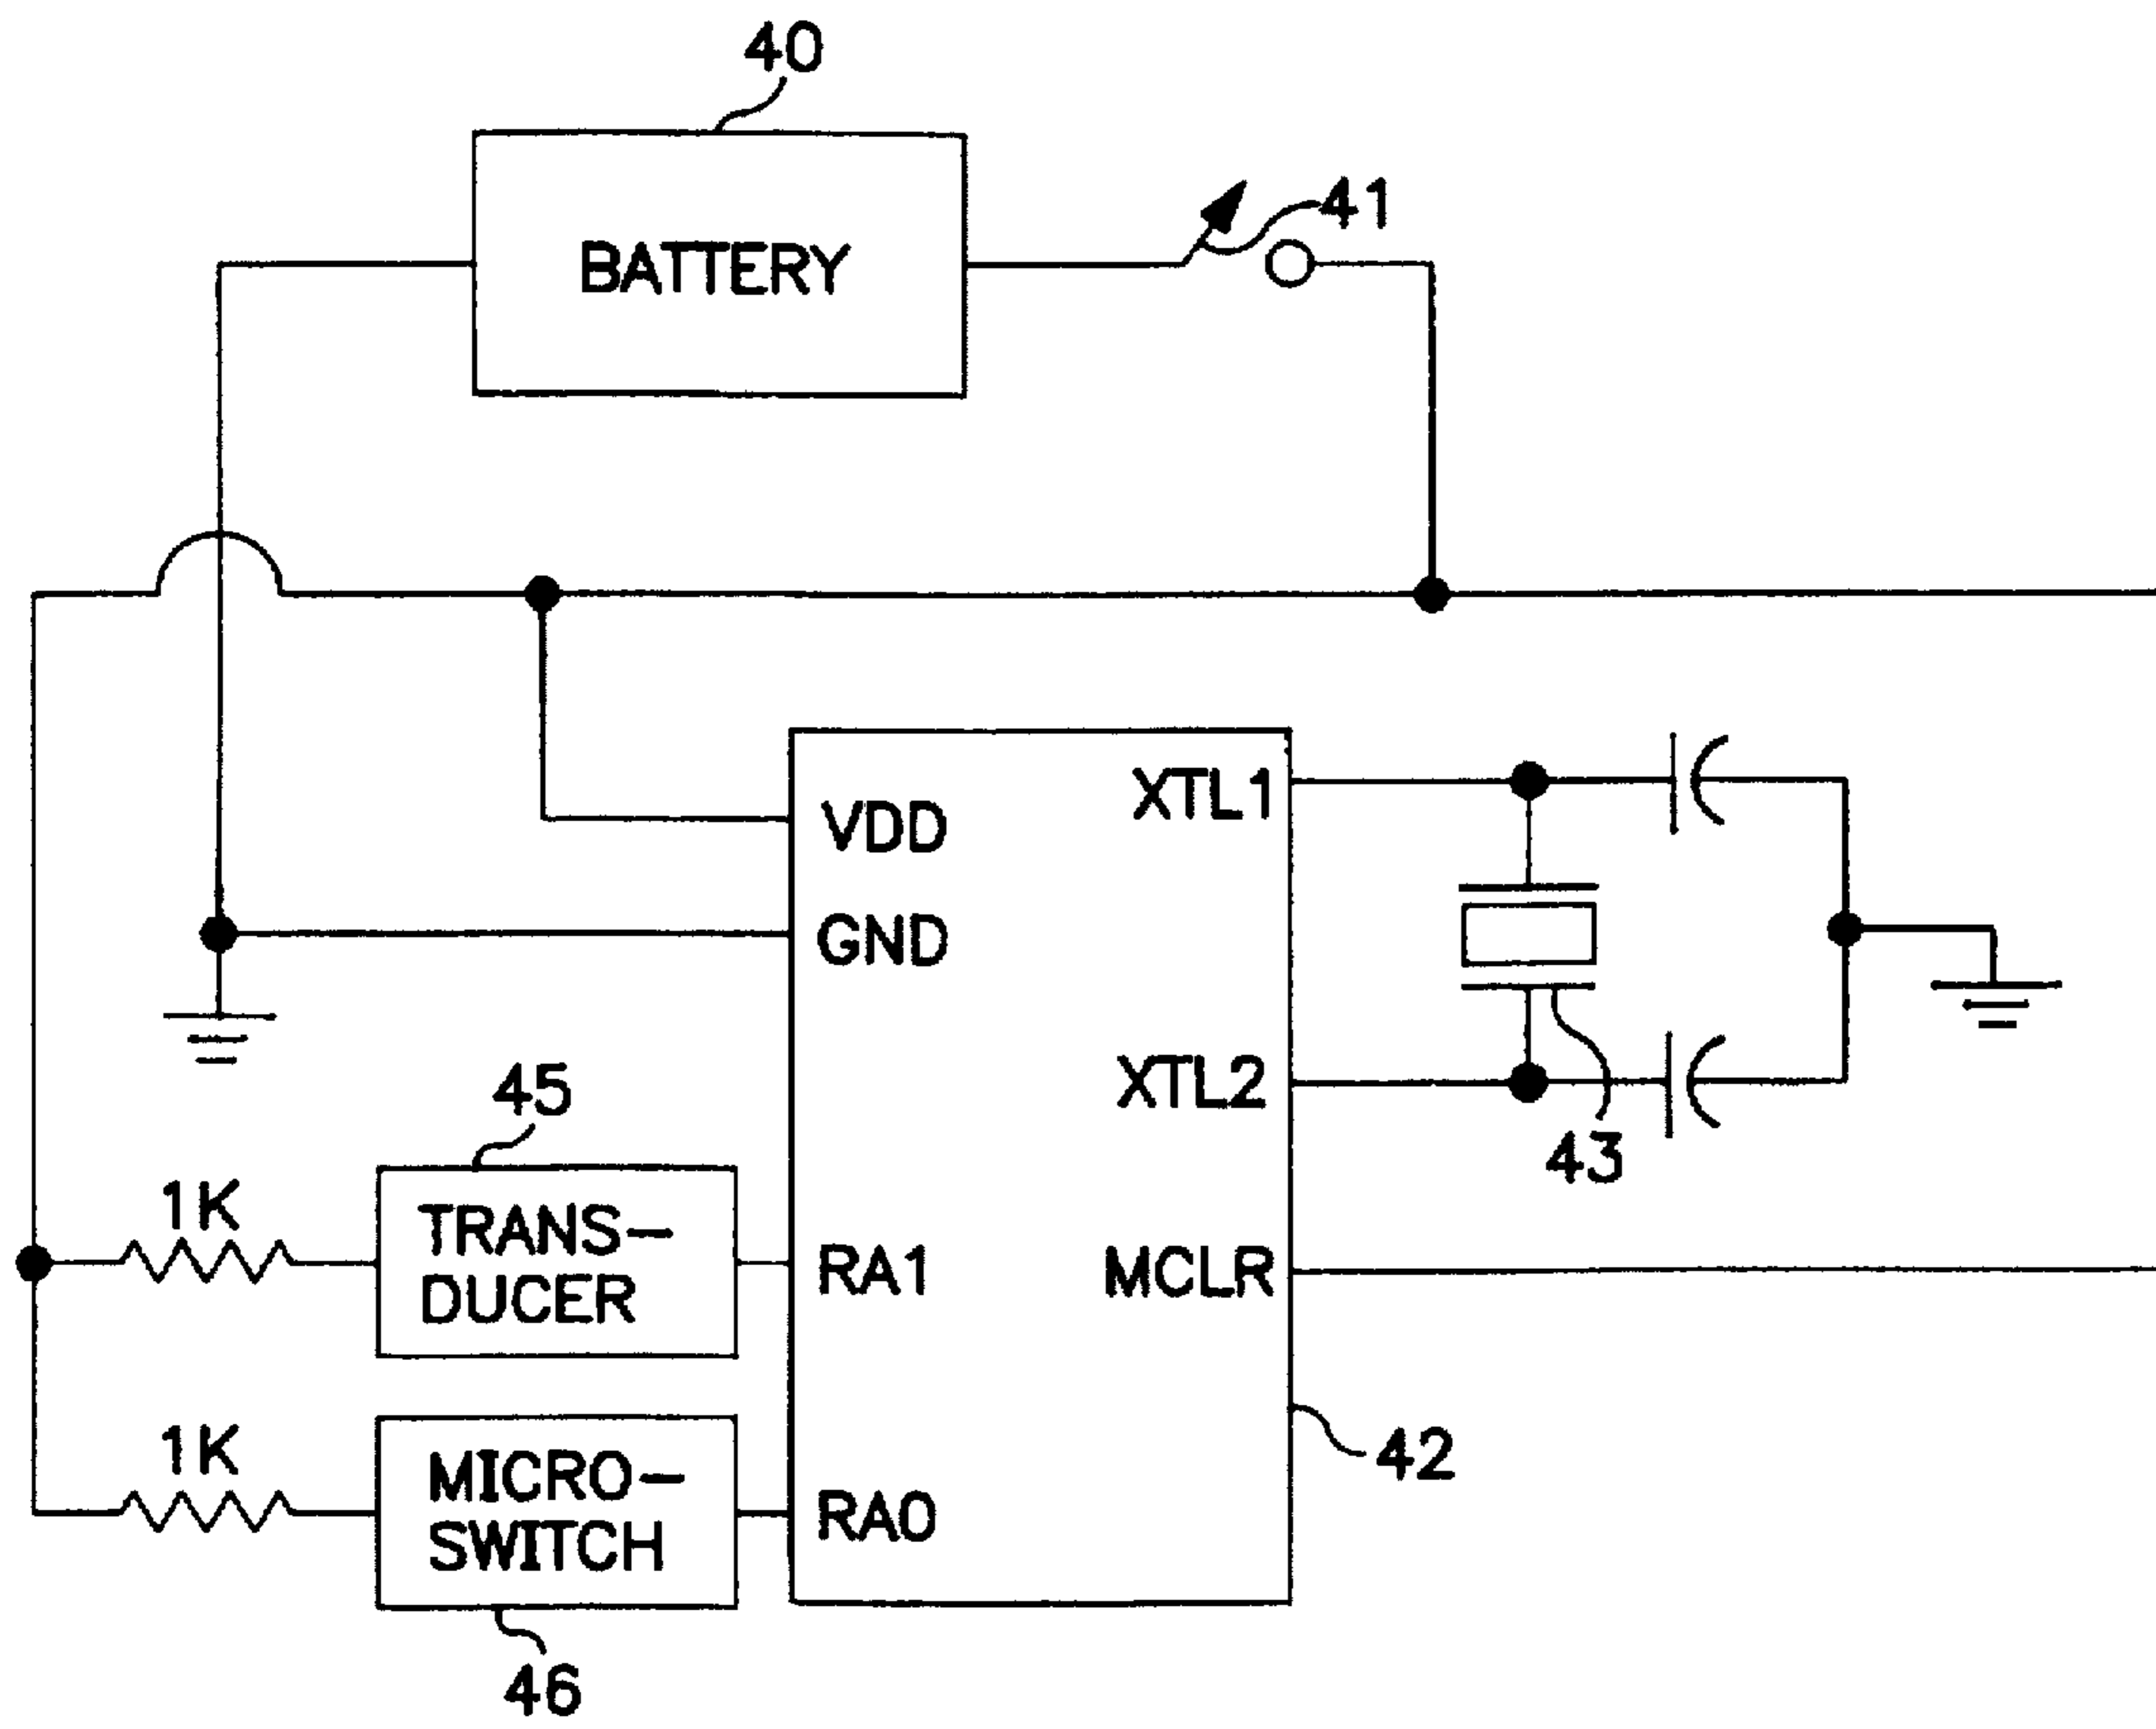 40
BATTERY
41
VDD
XTL1
GND
XTL2
45
43
1K
TRANS-
DUCER
RA1
MCLR
1K
MICRO-
SWITCH
RA0
42
46